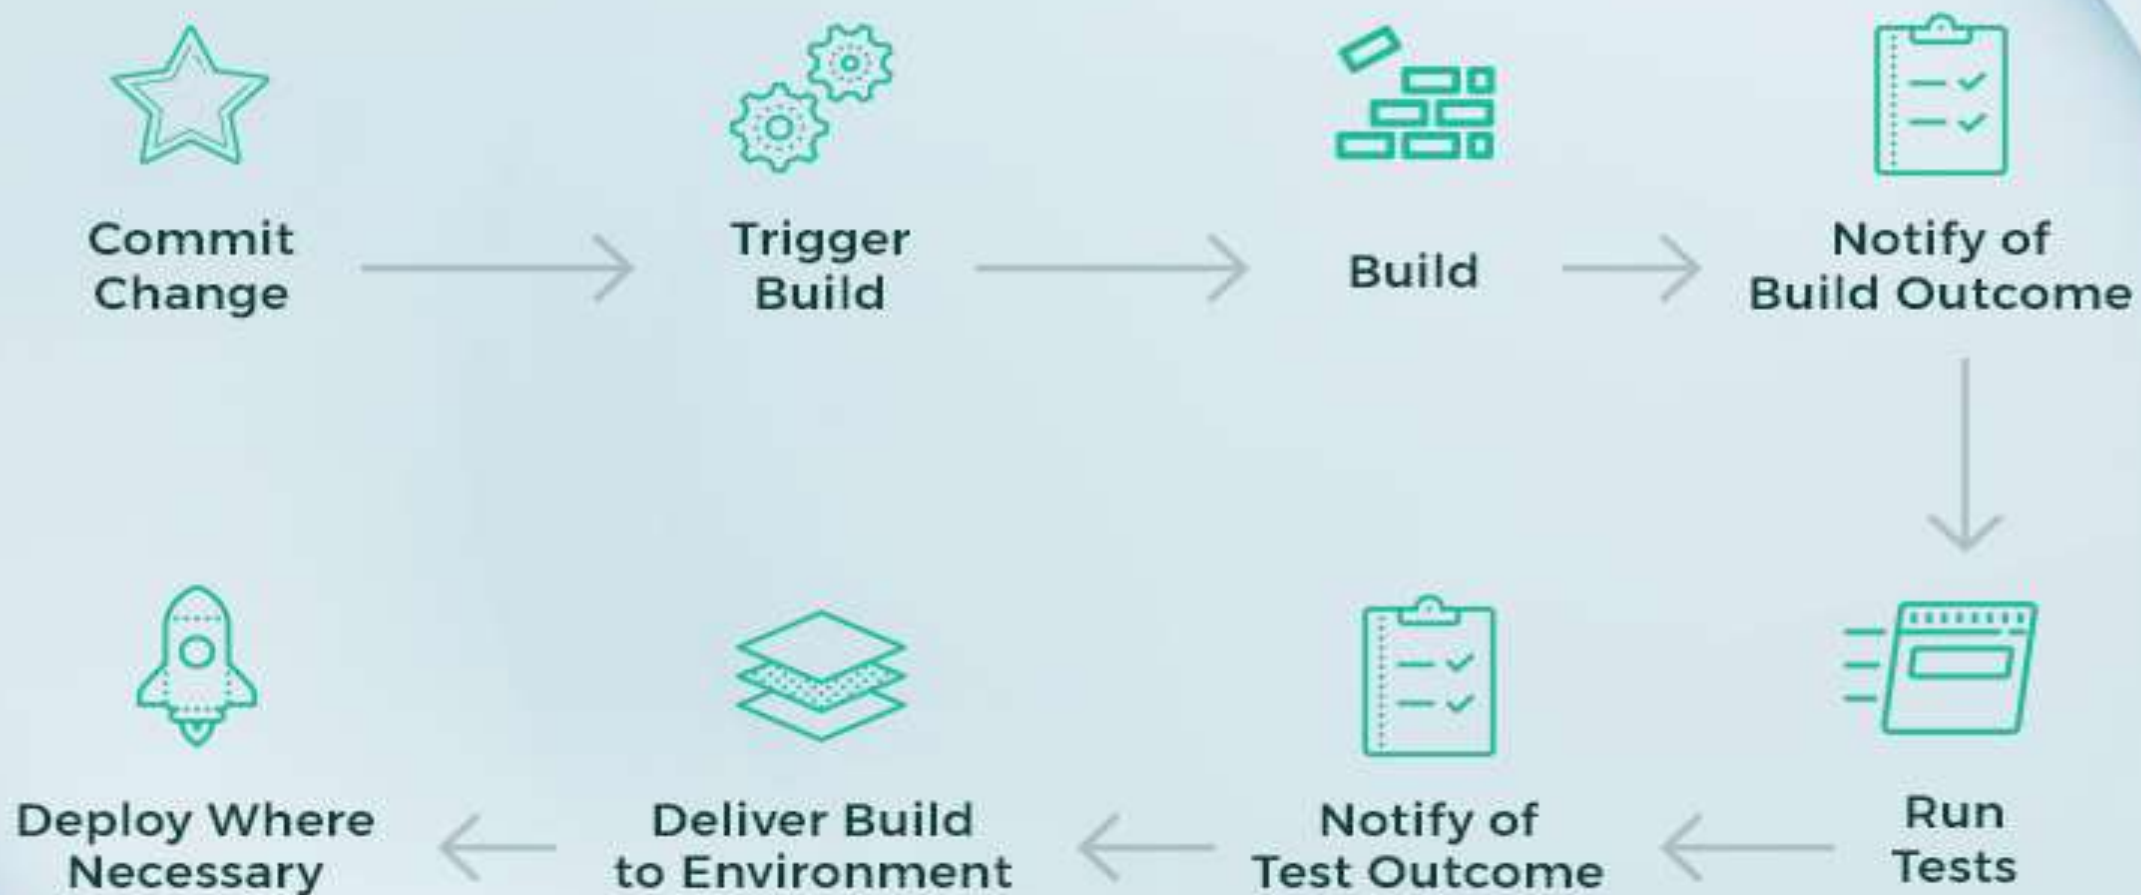 Commit
Change
Trigger
Build
Build
Notify of
Build Outcome
Run
Tests
Notify of
Test Outcome
Deliver Build
to Environment
Deploy Where
Necessary